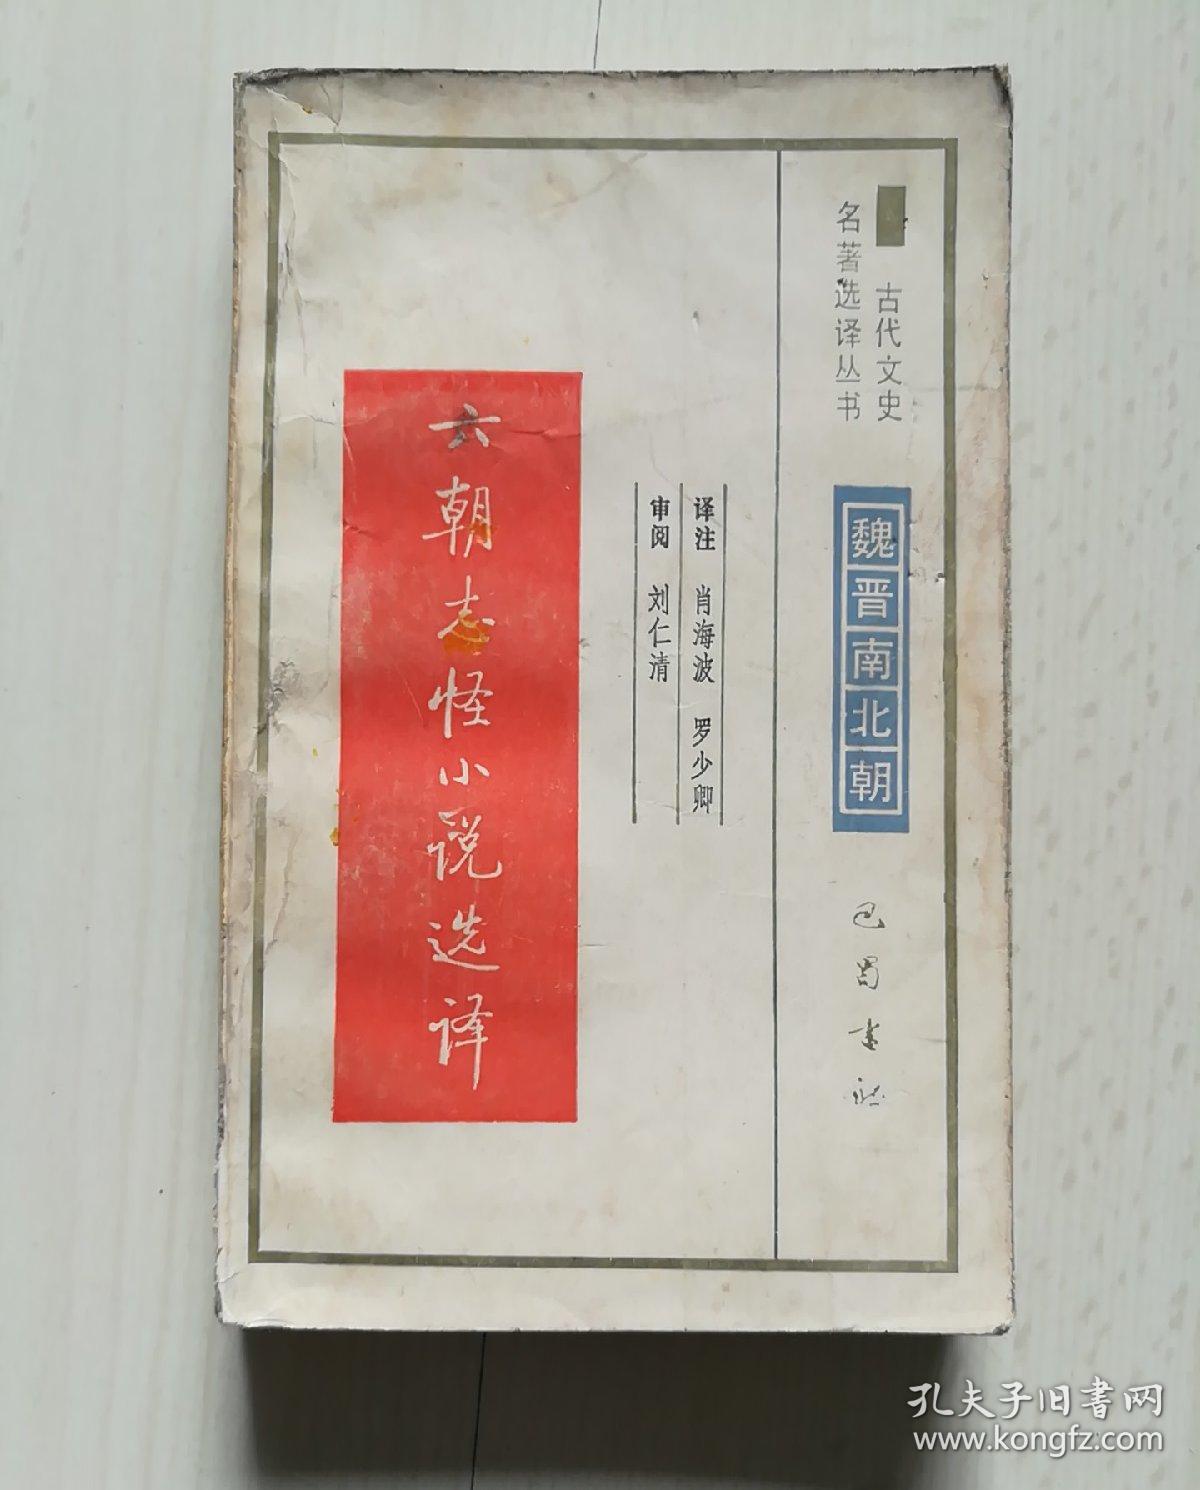 古代文史
名著选译丛书
魏晋南北朝
巴蜀书社
译注 肖海波 罗少卿
审阅 刘仁清
六朝志怪小说选译
孔夫子旧書网
www.kongfz.com